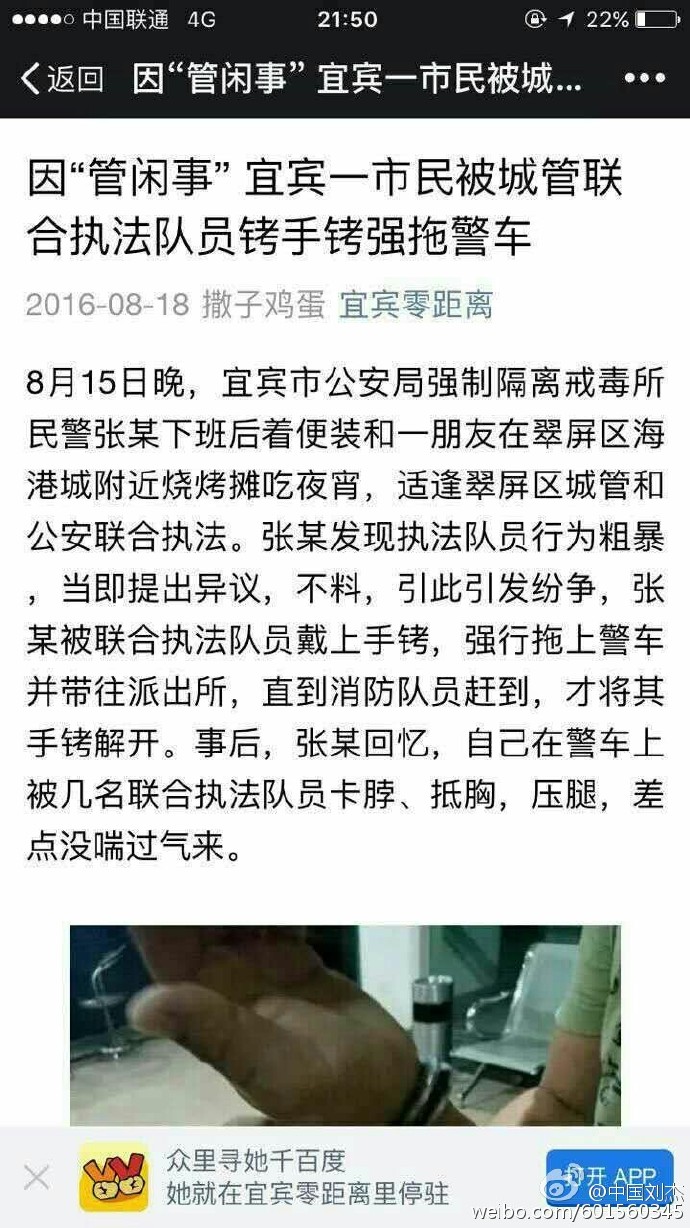 中国联通 4G 21:50 22%
返回 因“管闲事” 宜宾一市民被城... •••
因“管闲事” 宜宾一市民被城管联
合执法队员铐手铐强拖警车
2016-08-18 撒子鸡蛋 宜宾零距离
8月15日晚，宜宾市公安局强制隔离戒毒所
民警张某下班后着便装和一朋友在翠屏区海
港城附近烧烤摊吃夜宵，适逢翠屏区城管和
公安联合执法。张某发现执法队员行为粗暴
，当即提出异议，不料，引此引发纷争，张
某被联合执法队员戴上手铐，强行拖上警车
并带往派出所，直到消防队员赶到，才将其
手铐解开。事后，张某回忆，自己在警车上
被几名联合执法队员卡脖、抵胸，压腿，差
点没喘过气来。
众里寻她千百度
她就在宜宾零距离里停驻
打开 APP
@中国刘杰
weibo.com/601560345